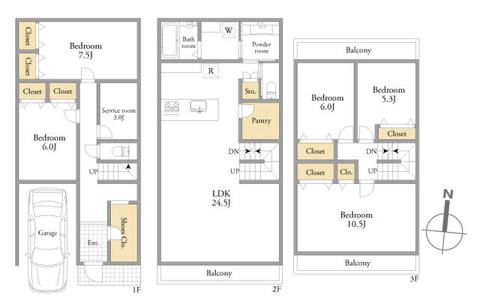 Closet
Closet
Bedroom
7.5J
Closet
Closet
Bedroom
6.0J
Service room
3.0J
UP
Garage
Ent.
Shoes Clo.
1F
Bath
room
W
Powder
room
R
Sto.
Pantry
DN
UP
LDK
24.5J
Balcony
2F
Balcony
Bedroom
6.0J
Bedroom
5.3J
Closet
Closet
DN
Closet
Clo.
UP
Bedroom
10.5J
Balcony
3F
N